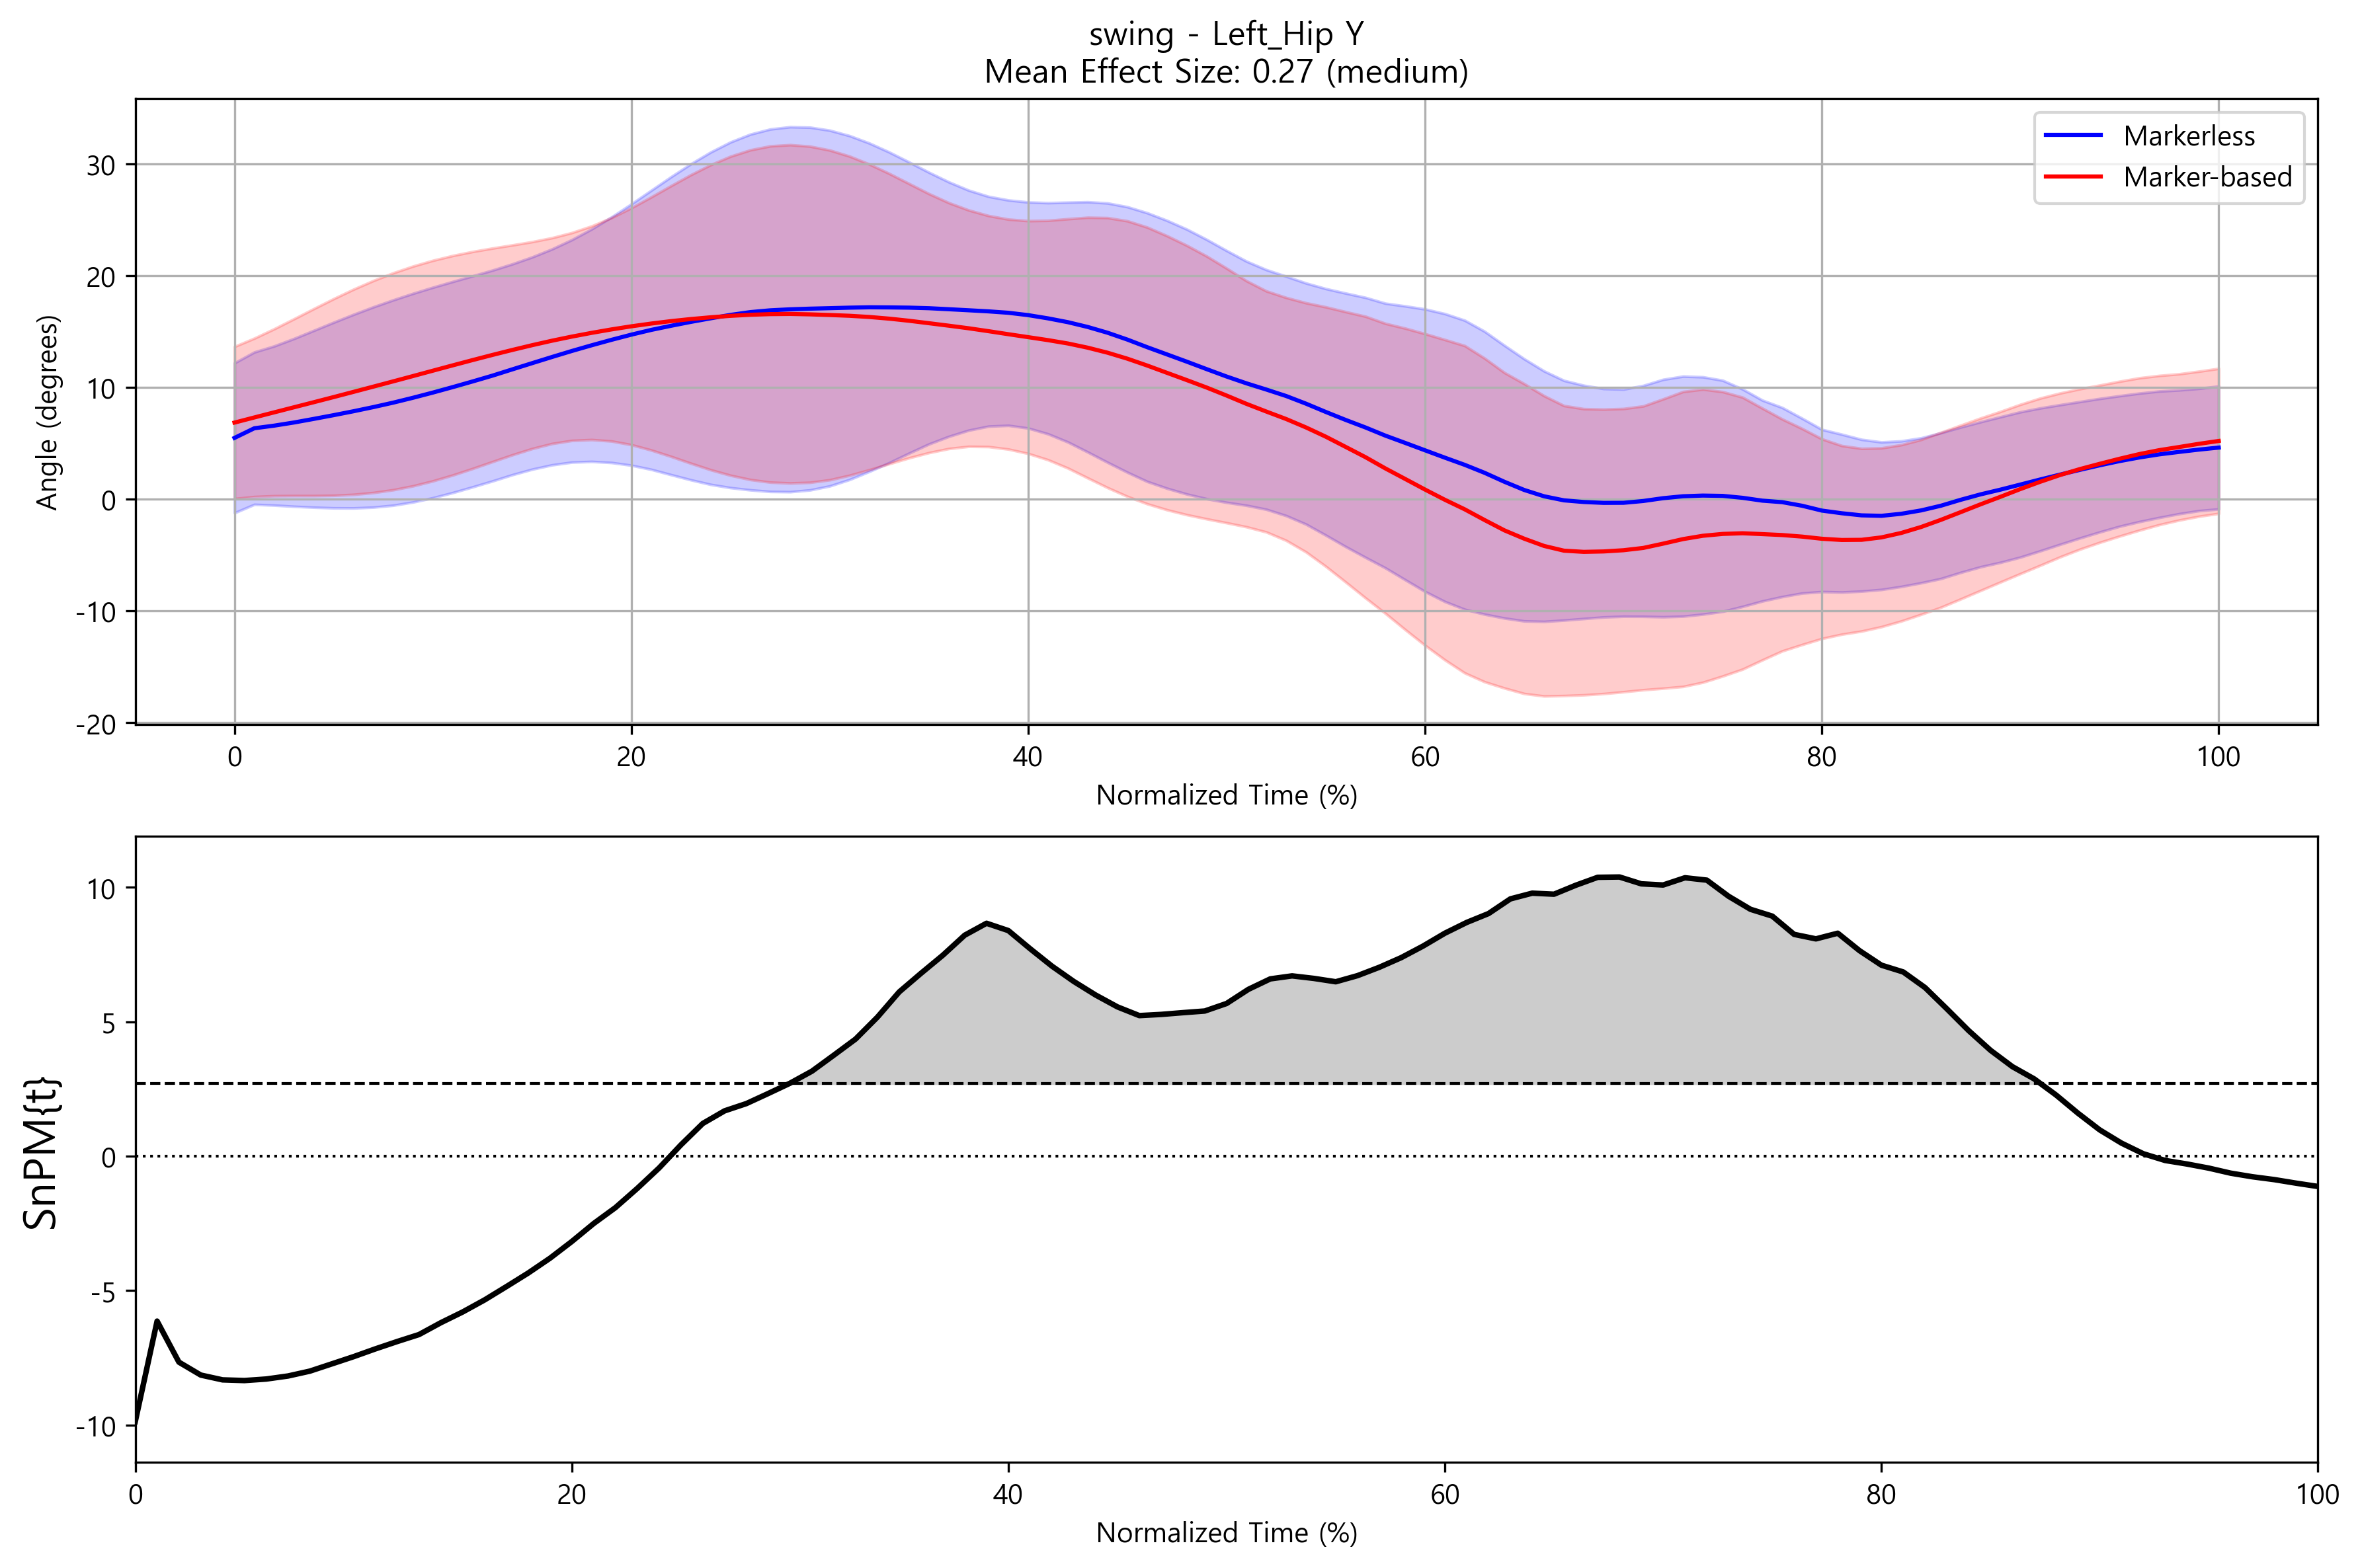 swing - Left_Hip Y
Mean Effect Size: 0.27 (medium)
Markerless
Marker-based
Angle (degrees)
30
20
10
0
-10
-20
0 20 40 60 80 100
Normalized Time (%)
SnPM{t}
10
5
0
-5
-10
0 20 40 60 80 100
Normalized Time (%)